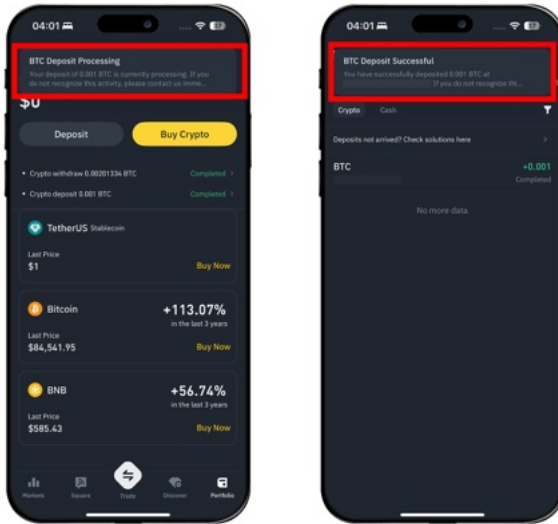 04:01
BTC Deposit Processing
Your deposit of 0.001 BTC is currently processing. If you
do not recognize this activity, please contact us imme...
$0
Deposit
Buy Crypto
Crypto withdraw 0.00201334 BTC
Completed
Crypto deposit 0.001 BTC
Completed
TetherUS Stablecoin
Last Price
$1
Buy Now
Bitcoin
+113.07%
in the last 3 years
Last Price
$84,541.95
Buy Now
BNB
+56.74%
in the last 3 years
Last Price
$585.43
Buy Now
Markets
Square
Trade
Discover
Portfolio
04:01
BTC Deposit Successful
You have successfully deposited 0.001 BTC at
If you do not recognize thi...
Crypto
Cash
Deposits not arrived? Check solutions here
BTC
+0.001
Completed
No more data